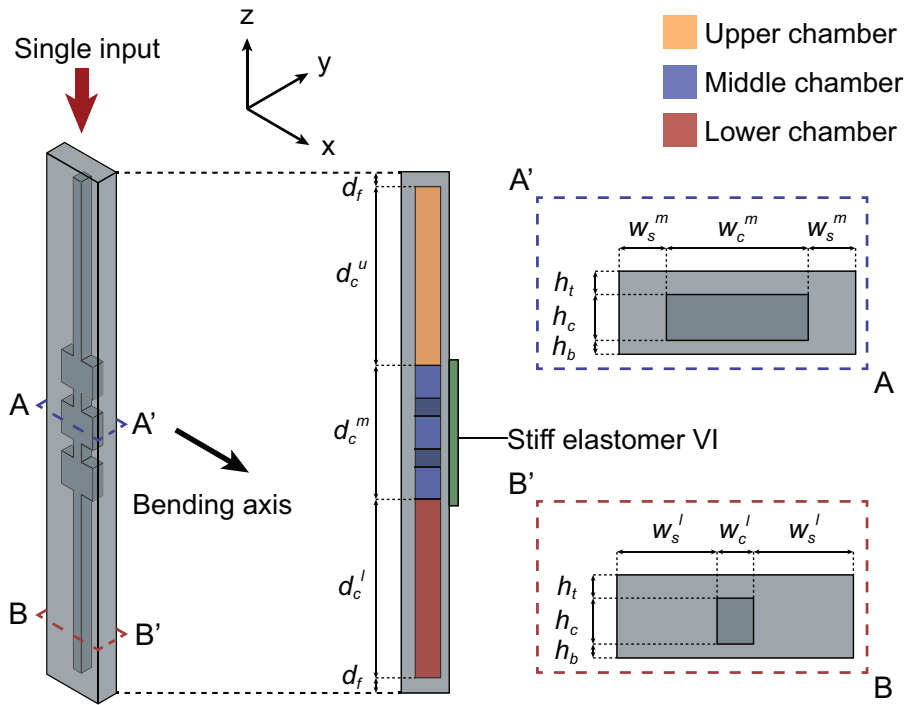 Single input
z
y
x
Upper chamber
Middle chamber
Lower chamber
d_f
d_c^u
d_c^m
d_c^l
d_f
A
A'
Bending axis
B
B'
Stiff elastomer VI
A'
w_s^m
w_c^m
w_s^m
h_t
h_c
h_b
A
B'
w_s^l
w_c^l
w_s^l
h_t
h_c
h_b
B